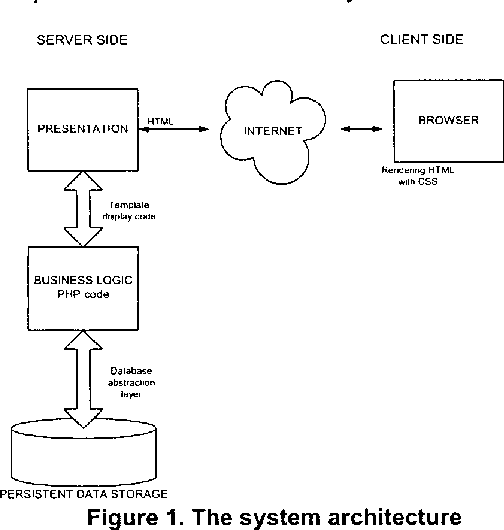 SERVER SIDE
CLIENT SIDE
PRESENTATION
HTML
INTERNET
BROWSER
Rendering HTML
with CSS
Template
display code
BUSINESS LOGIC
PHP code
Database
abstraction
layer
PERSISTENT DATA STORAGE
Figure 1. The system architecture